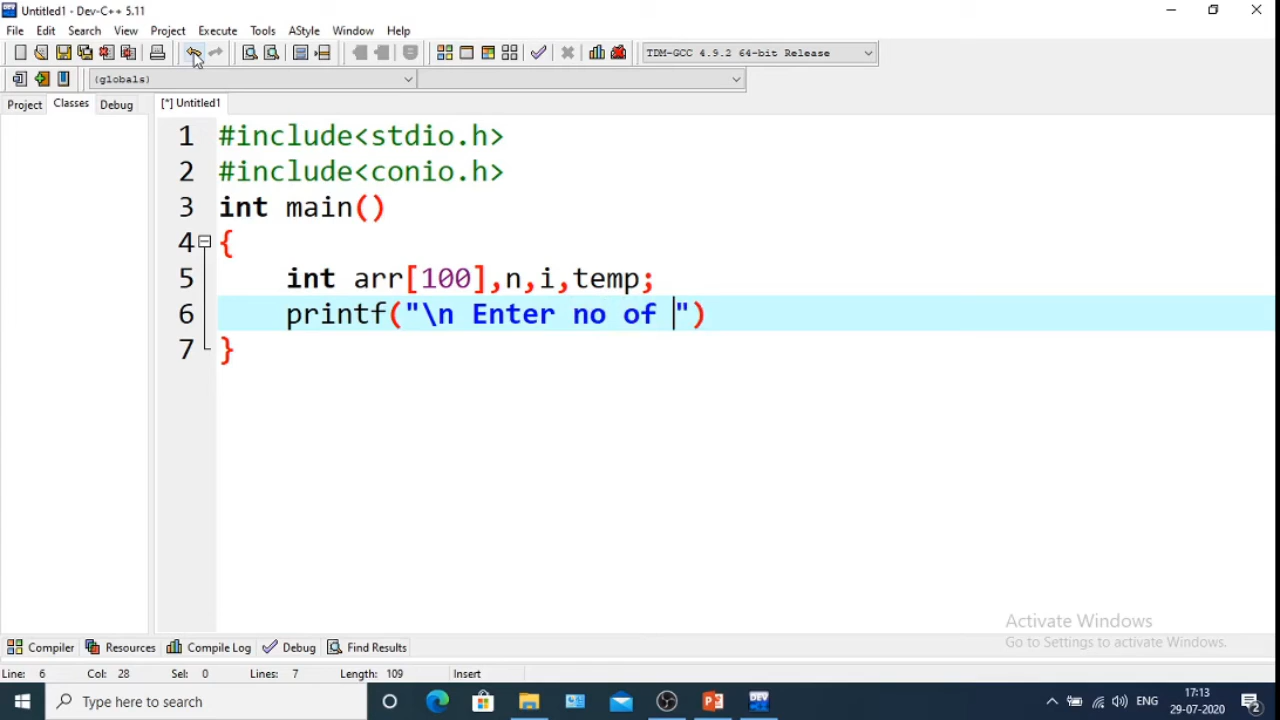 Untitled1 - Dev-C++ 5.11
File Edit Search View Project Execute Tools AStyle Window Help
TDM-GCC 4.9.2 64-bit Release
(globals)
Project Classes Debug [*] Untitled1
1 #include<stdio.h>
2 #include<conio.h>
3 int main()
4 {
5 int arr[100],n,i,temp;
6 printf("\n Enter no of ")
7 }
Activate Windows
Go to Settings to activate Windows.
Compiler Resources Compile Log Debug Find Results
Line: 6 Col: 28 Sel: 0 Lines: 7 Length: 109 Insert
Type here to search ENG 17:13
29-07-2020 2